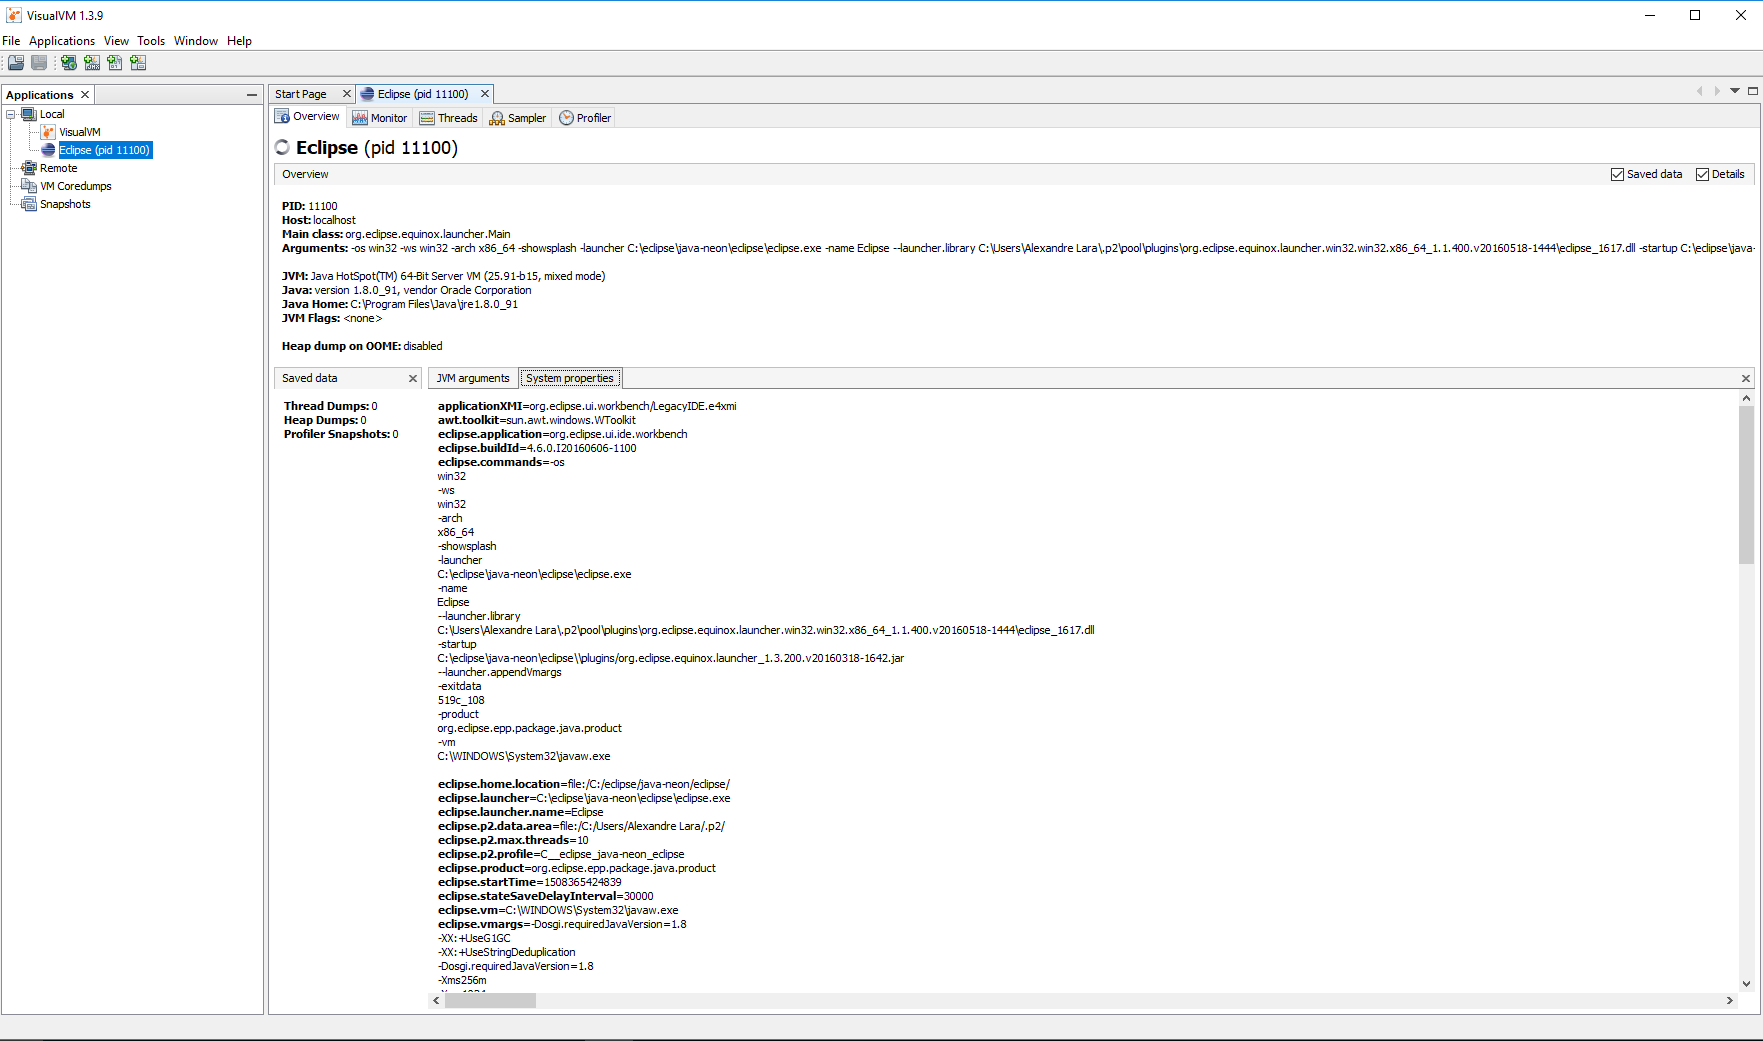 VisualVM 1.3.9
File Applications View Tools Window Help
Applications
Local
VisualVM
Eclipse (pid 11100)
Remote
VM Coredumps
Snapshots
Start Page
Eclipse (pid 11100)
Overview Monitor Threads Sampler Profiler
Eclipse (pid 11100)
Overview
Saved data Details
PID: 11100
Host: localhost
Main class: org.eclipse.equinox.launcher.Main
Arguments: -os win32 -ws win32 -arch x86_64 -showsplash -launcher C:\eclipse\java-neon\eclipse\eclipse.exe -name Eclipse --launcher.library C:\Users\Alexandre Lara\.p2\pool\plugins\org.eclipse.equinox.launcher.win32.win32.x86_64_1.1.400.v20160518-1444\eclipse_1617.dll -startup C:\eclipse\java-
JVM: Java HotSpot(TM) 64-Bit Server VM (25.91-b15, mixed mode)
Java: version 1.8.0_91, vendor Oracle Corporation
Java Home: C:\Program Files\Java\jre1.8.0_91
JVM Flags: <none>
Heap dump on OOME: disabled
Saved data
Thread Dumps: 0
Heap Dumps: 0
Profiler Snapshots: 0
JVM arguments System properties
applicationXMI=org.eclipse.ui.workbench/LegacyIDE.e4xmi
awt.toolkit=sun.awt.windows.WToolkit
eclipse.application=org.eclipse.ui.ide.workbench
eclipse.buildId=4.6.0.I20160606-1100
eclipse.commands=-os
win32
-ws
win32
-arch
x86_64
-showsplash
-launcher
C:\eclipse\java-neon\eclipse\eclipse.exe
-name
Eclipse
--launcher.library
C:\Users\Alexandre Lara\.p2\pool\plugins\org.eclipse.equinox.launcher.win32.win32.x86_64_1.1.400.v20160518-1444\eclipse_1617.dll
-startup
C:\eclipse\java-neon\eclipse\\plugins/org.eclipse.equinox.launcher_1.3.200.v20160318-1642.jar
--launcher.appendVmargs
-exitdata
519c_108
-product
org.eclipse.epp.package.java.product
-vm
C:\WINDOWS\System32\javaw.exe
eclipse.home.location=file:/C:/eclipse/java-neon/eclipse/
eclipse.launcher=C:\eclipse\java-neon\eclipse\eclipse.exe
eclipse.launcher.name=Eclipse
eclipse.p2.data.area=file:/C:/Users/Alexandre Lara/.p2/
eclipse.p2.max.threads=10
eclipse.p2.profile=C__eclipse_java-neon_eclipse
eclipse.product=org.eclipse.epp.package.java.product
eclipse.startTime=1508365424839
eclipse.stateSaveDelayInterval=30000
eclipse.vm=C:\WINDOWS\System32\javaw.exe
eclipse.vmargs=-Dosgi.requiredJavaVersion=1.8
-XX:+UseG1GC
-XX:+UseStringDeduplication
-Dosgi.requiredJavaVersion=1.8
-Xms256m